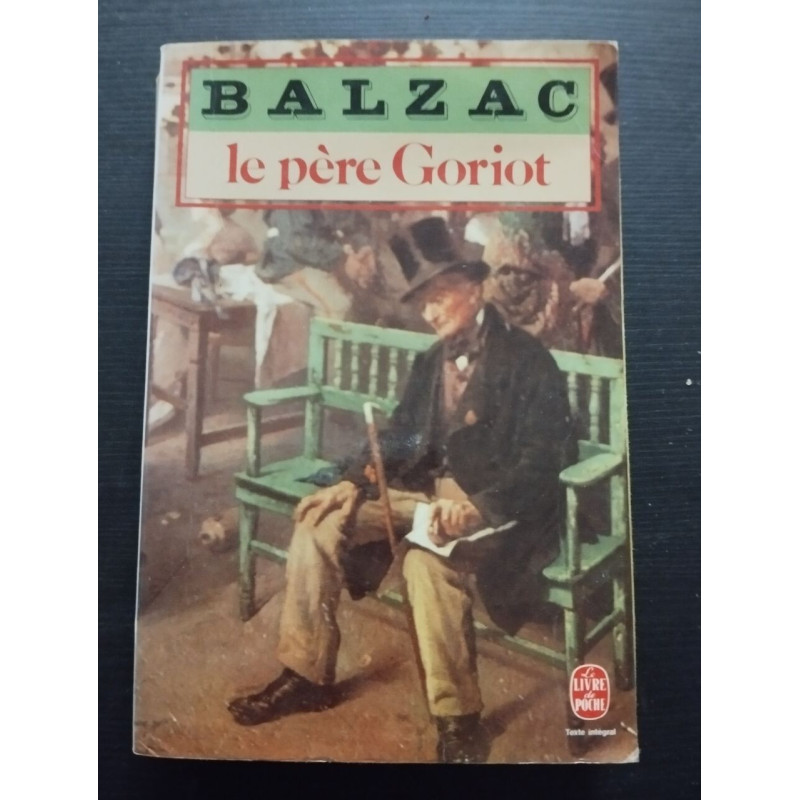 BALZAC
le père Goriot
Le
LIVRE
de
POCHE
Texte intégral